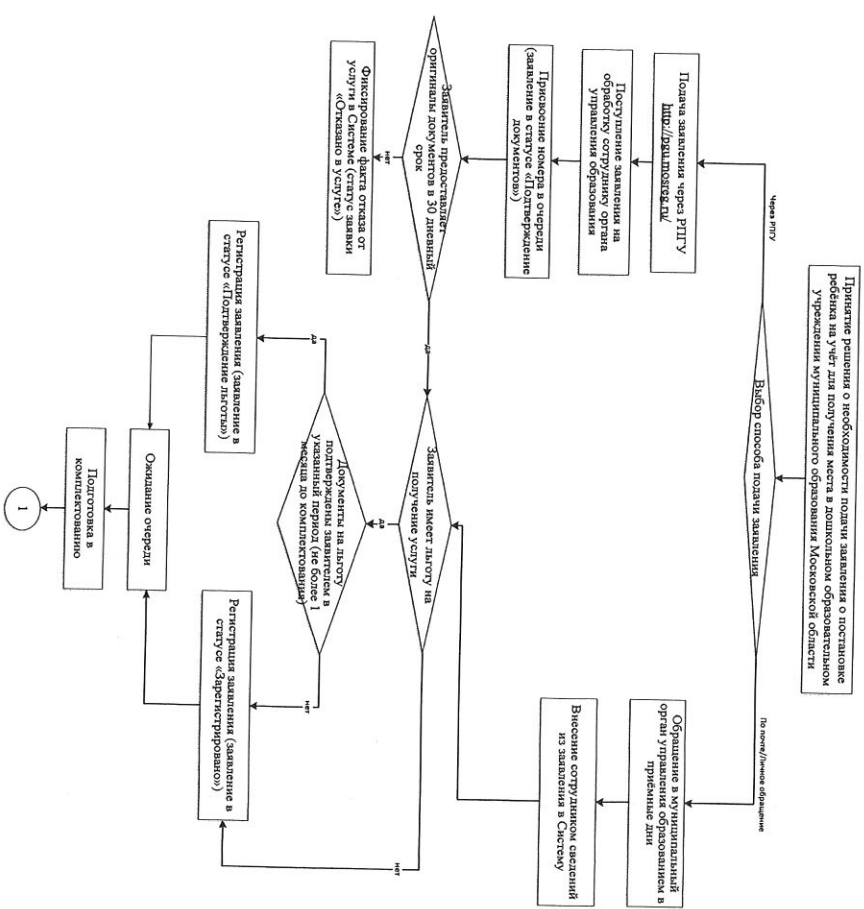 Принятие решения о необходимости подачи заявления о постановке
ребёнка на учёт для получения места в дошкольном образовательном
учреждении муниципального образования Московской области
Выбор способа подачи заявления
Через РПГУ
По почте/Личное обращение
Подача заявления через РПГУ
http://pgu.mosreg.ru/
Обращение в муниципальный
орган управления образованием в
приёмные дни
Поступление заявления на
обработку сотруднику органа
управления образования
Внесение сотрудником сведений
из заявления в Систему
Присвоение номера в очереди
(заявление в статусе «Подтверждение
документов»)
Заявитель предоставляет
оригиналы документов в 30 дневный
срок
да
нет
Заявитель имеет льготу на
получение услуги
да
нет
Фиксирование факта отказа от
услуги в Системе (статус заявки
«Отказано в услуге»)
Документы на льготу
подтверждены заявителем в
указанный период (не более 1
месяца до комплектования)
да
нет
Регистрация заявления (заявление в
статусе «Подтверждение льготы»)
Регистрация заявления (заявление в
статусе «Зарегистрировано»)
Ожидание очереди
Подготовка к
комплектованию
1